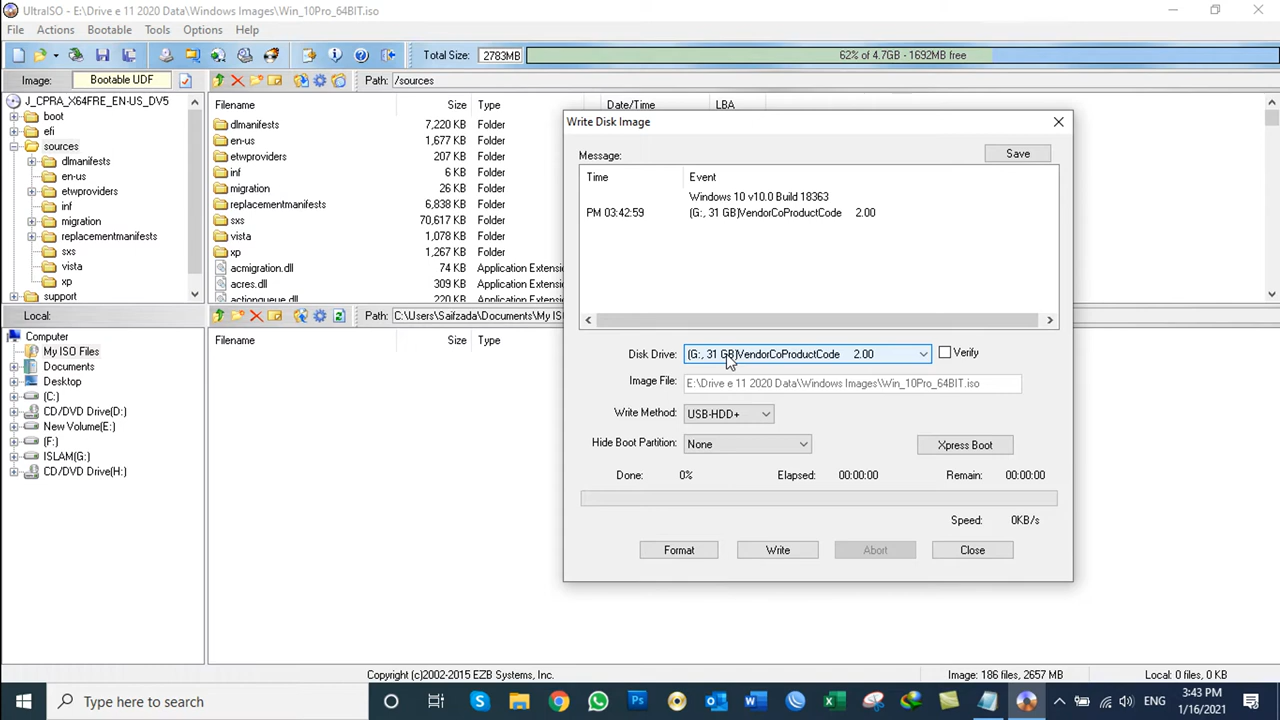 UltraISO - E:\Drive e 11 2020 Data\Windows Images\Win_10Pro_64BIT.iso
File Actions Bootable Tools Options Help
Total Size: 2783MB 62% of 4.7GB - 1692MB free
Image: Bootable UDF Path: /sources
J_CPRA_X64FRE_EN-US_DV5
boot
efi
sources
dlmanifests
en-us
etwproviders
inf
migration
replacementmanifests
sxs
vista
xp
support
Filename Size Type Date/Time LBA
dlmanifests 7,220 KB Folder
en-us 1,677 KB Folder
etwproviders 207 KB Folder
inf 6 KB Folder
migration 26 KB Folder
replacementmanifests 6,838 KB Folder
sxs 70,617 KB Folder
vista 1,078 KB Folder
xp 1,267 KB Folder
acmigration.dll 74 KB Application Extensi
acres.dll 309 KB Application Extensi
actionqueue.dll 220 KB Application Extensi
Local: Path: C:\Users\Saifzada\Documents\My IS
Computer
My ISO Files
Documents
Desktop
(C:)
CD/DVD Drive(D:)
New Volume(E:)
(F:)
ISLAM(G:)
CD/DVD Drive(H:)
Filename Size Type
Write Disk Image
Message: Save
Time Event
Windows 10 v10.0 Build 18363
PM 03:42:59 (G:, 31 GB)VendorCoProductCode 2.00
Disk Drive: (G:, 31 GB)VendorCoProductCode 2.00 Verify
Image File: E:\Drive e 11 2020 Data\Windows Images\Win_10Pro_64BIT.iso
Write Method: USB-HDD+
Hide Boot Partition: None Xpress Boot
Done: 0% Elapsed: 00:00:00 Remain: 00:00:00
Speed: 0KB/s
Format Write Abort Close
Copyright (c)2002-2015 EZB Systems, Inc. Image: 186 files, 2657 MB Local: 0 files, 0 KB
Type here to search
ENG
3:43 PM
1/16/2021